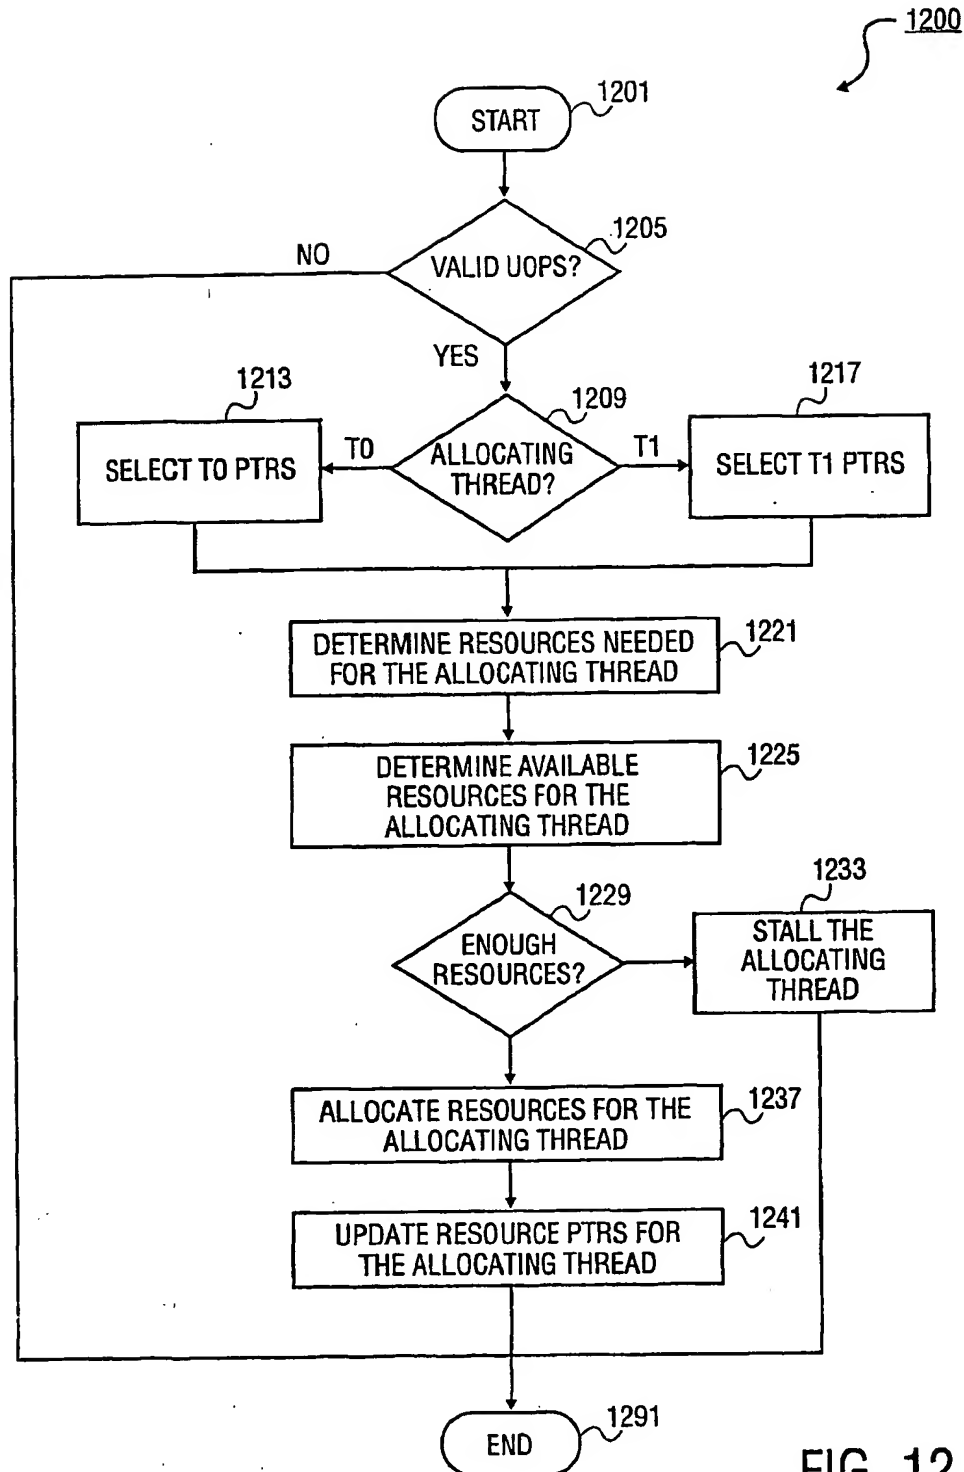 1200
1201
START
1205
NO
VALID UOPS?
YES
1213
1209
1217
SELECT T0 PTRS
T0
ALLOCATING
THREAD?
T1
SELECT T1 PTRS
1221
DETERMINE RESOURCES NEEDED
FOR THE ALLOCATING THREAD
1225
DETERMINE AVAILABLE
RESOURCES FOR THE
ALLOCATING THREAD
1229
1233
ENOUGH
RESOURCES?
STALL THE
ALLOCATING
THREAD
1237
ALLOCATE RESOURCES FOR THE
ALLOCATING THREAD
1241
UPDATE RESOURCE PTRS FOR
THE ALLOCATING THREAD
1291
END
FIG. 12